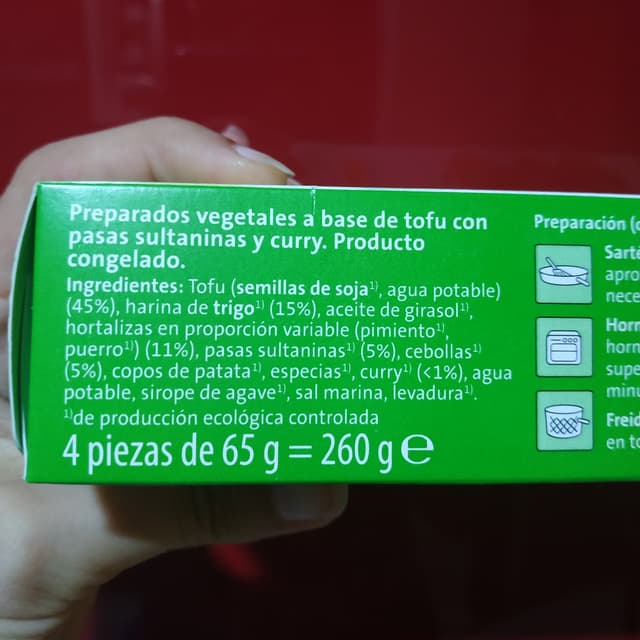 Preparados vegetales a base de tofu con
pasas sultaninas y curry. Producto
congelado.
Ingredientes: Tofu (semillas de soja¹⁾, agua potable)
(45%), harina de trigo¹⁾ (15%), aceite de girasol¹⁾,
hortalizas en proporción variable (pimiento¹⁾,
puerro¹⁾) (11%), pasas sultaninas¹⁾ (5%), cebollas¹⁾
(5%), copos de patata¹⁾, especias¹⁾, curry¹⁾ (<1%), agua
potable, sirope de agave¹⁾, sal marina, levadura¹⁾.
¹⁾de producción ecológica controlada
4 piezas de 65 g = 260 g ℮
Preparación (
Sarté
apro
nece
Horn
horn
supe
min
Freid
en to